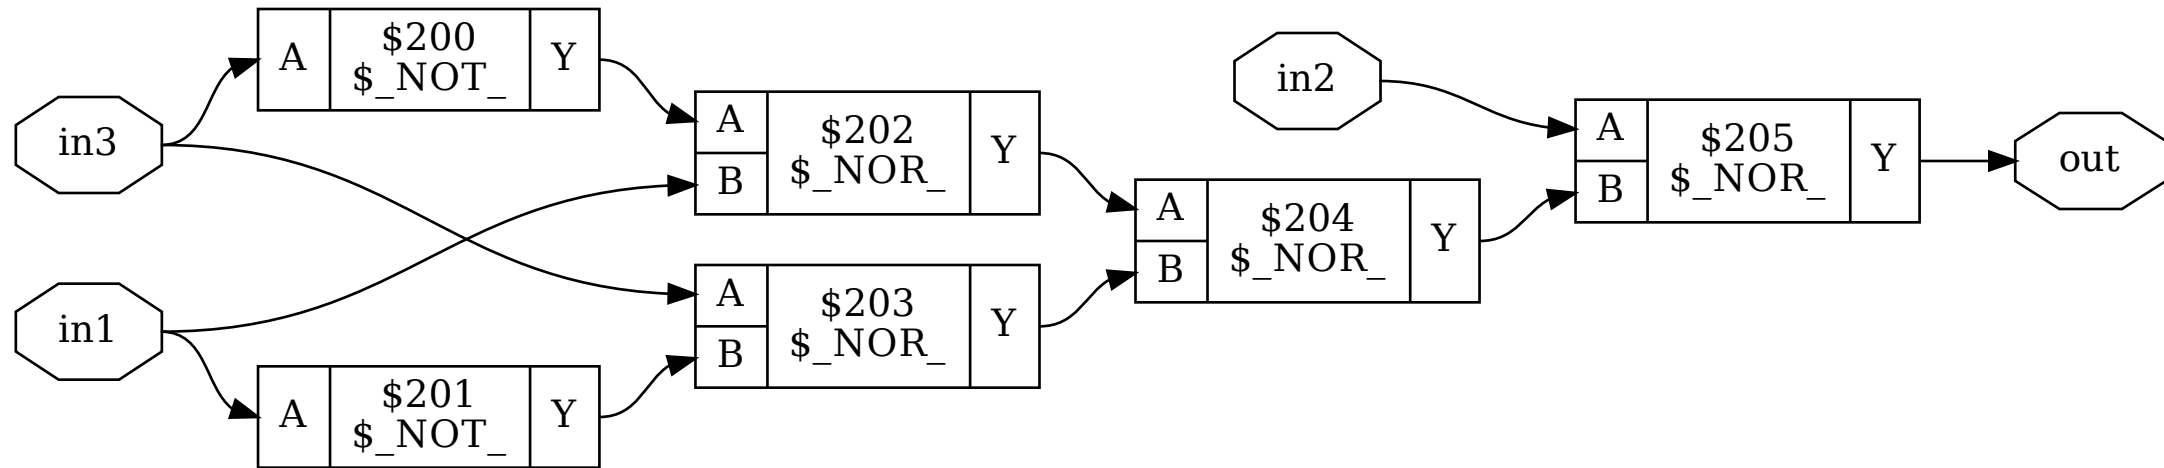 in3
in1
A
$200
$_NOT_
Y
A
$201
$_NOT_
Y
A
B
$202
$_NOR_
Y
A
B
$203
$_NOR_
Y
A
B
$204
$_NOR_
Y
in2
A
B
$205
$_NOR_
Y
out